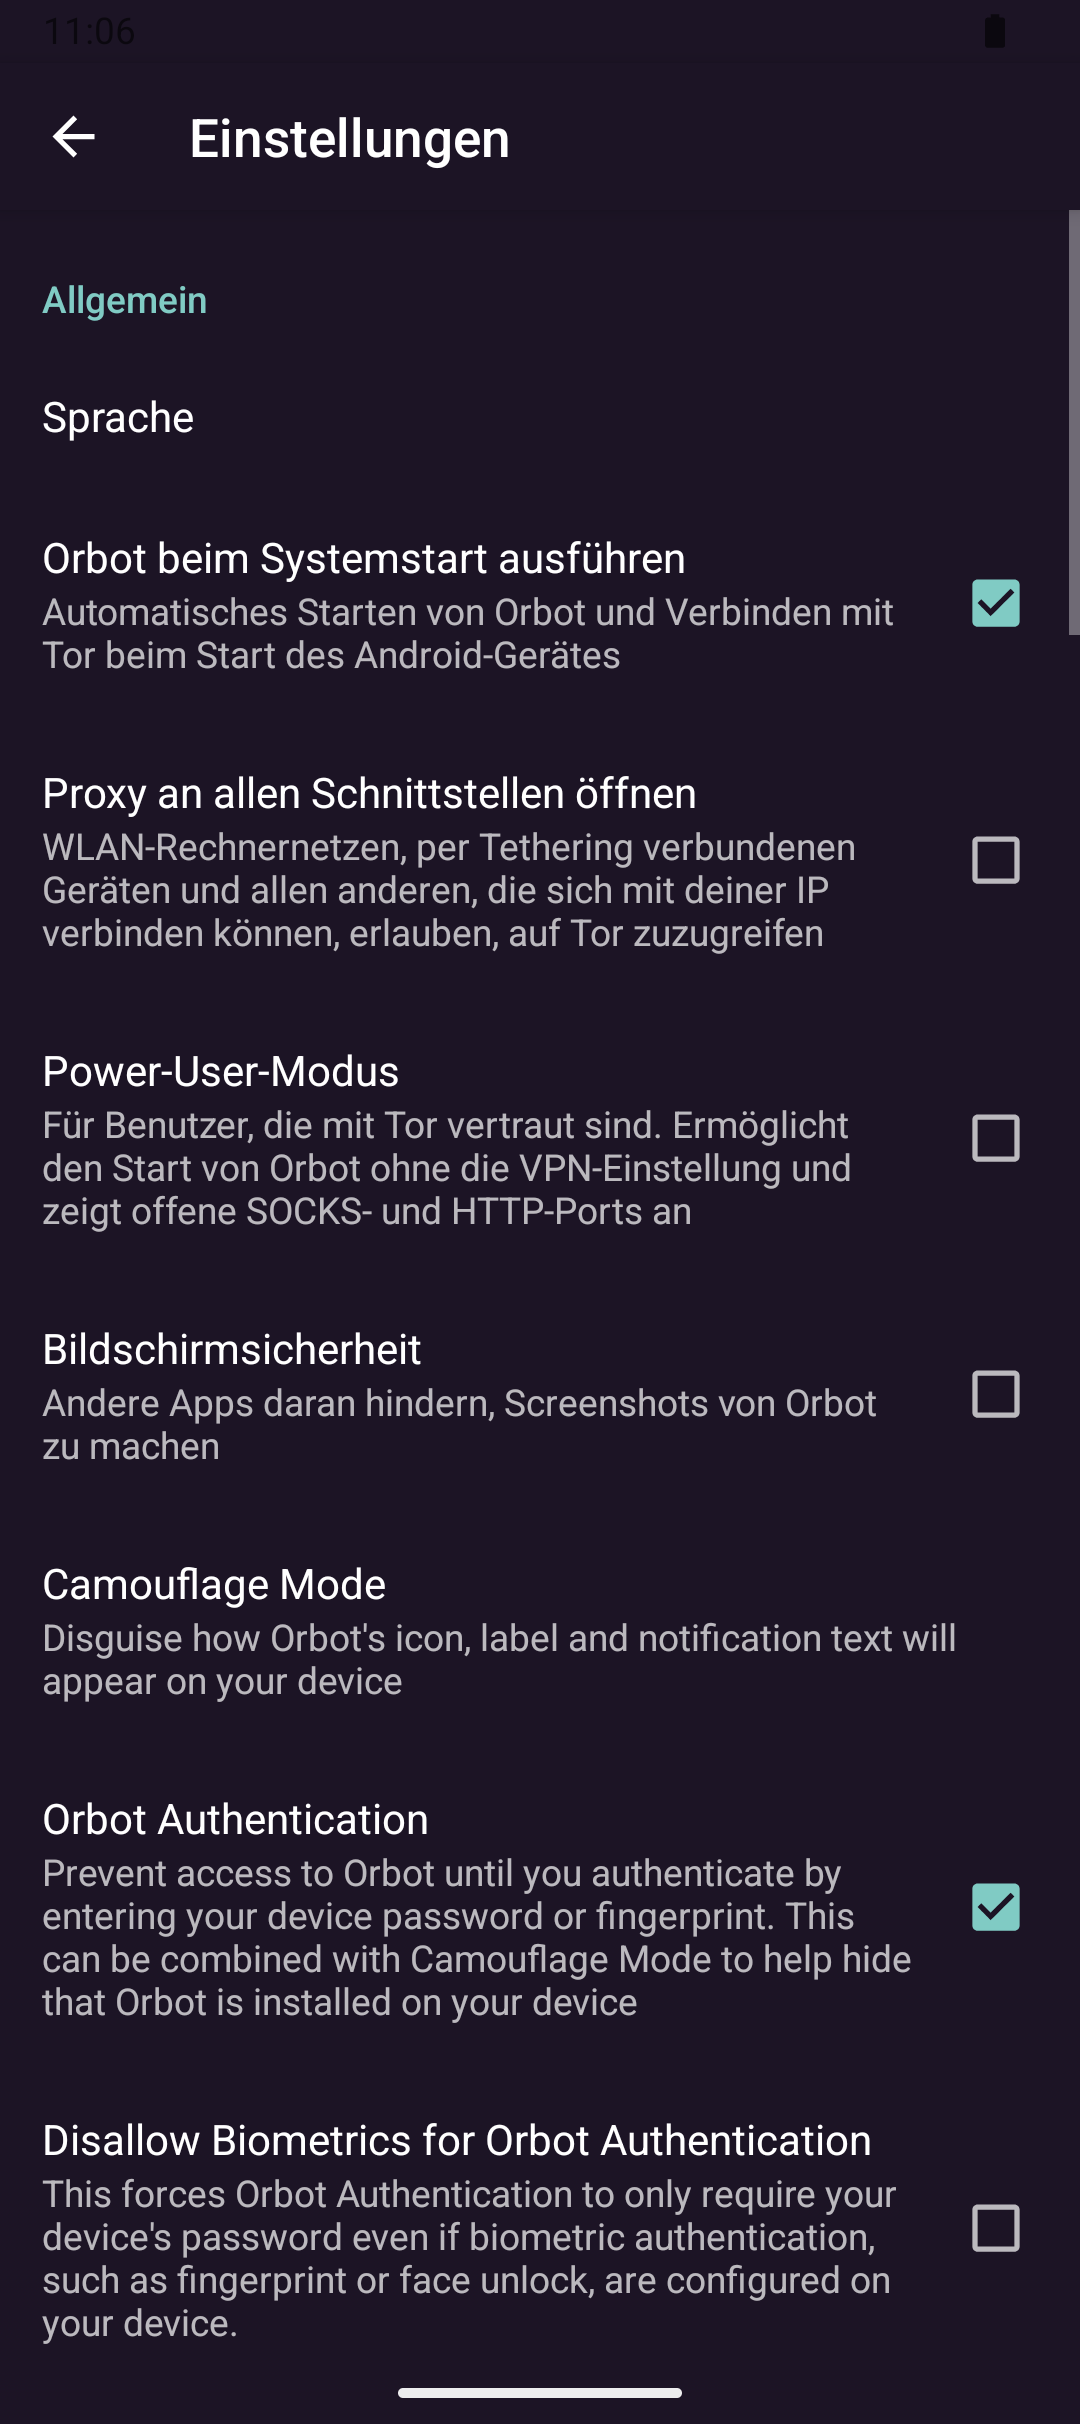 11:06
Einstellungen
Allgemein
Sprache
Orbot beim Systemstart ausführen
Automatisches Starten von Orbot und Verbinden mit
Tor beim Start des Android-Gerätes
Proxy an allen Schnittstellen öffnen
WLAN-Rechnernetzen, per Tethering verbundenen
Geräten und allen anderen, die sich mit deiner IP
verbinden können, erlauben, auf Tor zuzugreifen
Power-User-Modus
Für Benutzer, die mit Tor vertraut sind. Ermöglicht
den Start von Orbot ohne die VPN-Einstellung und
zeigt offene SOCKS- und HTTP-Ports an
Bildschirmsicherheit
Andere Apps daran hindern, Screenshots von Orbot
zu machen
Camouflage Mode
Disguise how Orbot's icon, label and notification text will
appear on your device
Orbot Authentication
Prevent access to Orbot until you authenticate by
entering your device password or fingerprint. This
can be combined with Camouflage Mode to help hide
that Orbot is installed on your device
Disallow Biometrics for Orbot Authentication
This forces Orbot Authentication to only require your
device's password even if biometric authentication,
such as fingerprint or face unlock, are configured on
your device.